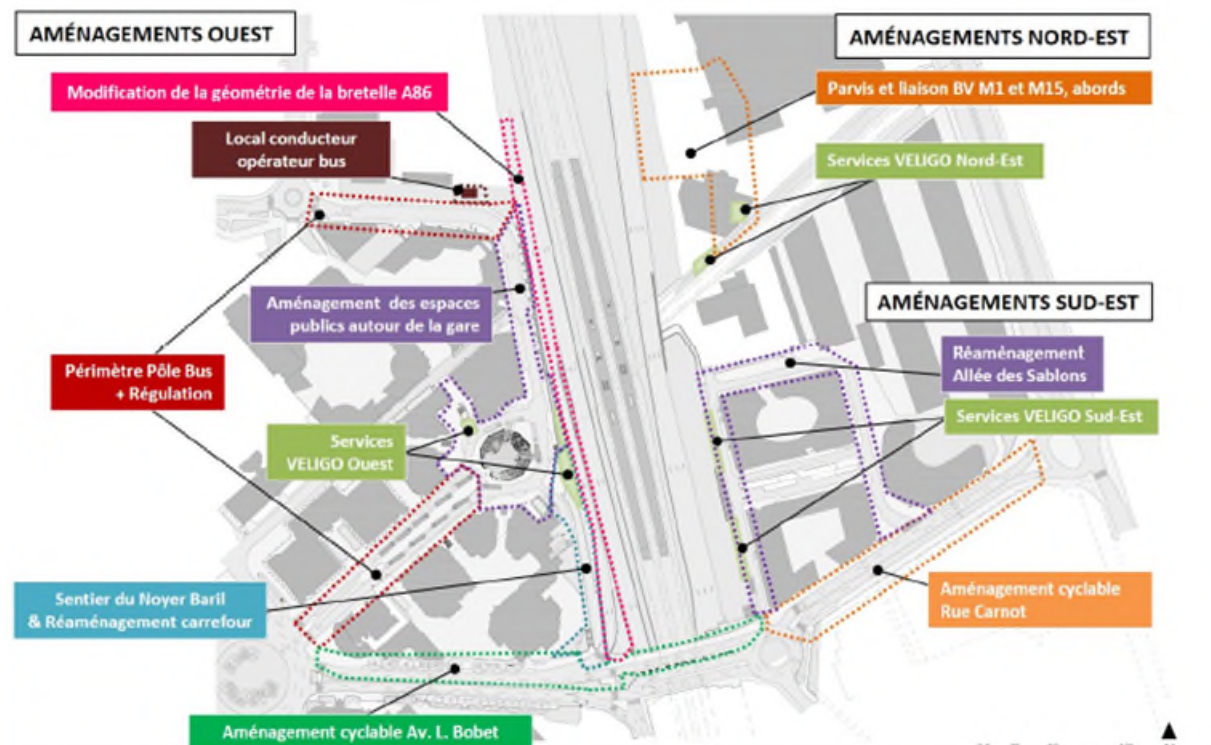 AMÉNAGEMENTS OUEST
Modification de la géométrie de la bretelle A86
Local conducteur
opérateur bus
Aménagement des espaces
publics autour de la gare
Périmètre Pôle Bus
+ Régulation
Services
VELIGO Ouest
Sentier du Noyer Baril
& Réaménagement carrefour
Aménagement cyclable Av. L. Bobet
AMÉNAGEMENTS NORD-EST
Parvis et liaison BV M1 et M15, abords
Services VELIGO Nord-Est
AMÉNAGEMENTS SUD-EST
Réaménagement
Allée des Sablons
Services VELIGO Sud-Est
Aménagement cyclable
Rue Carnot